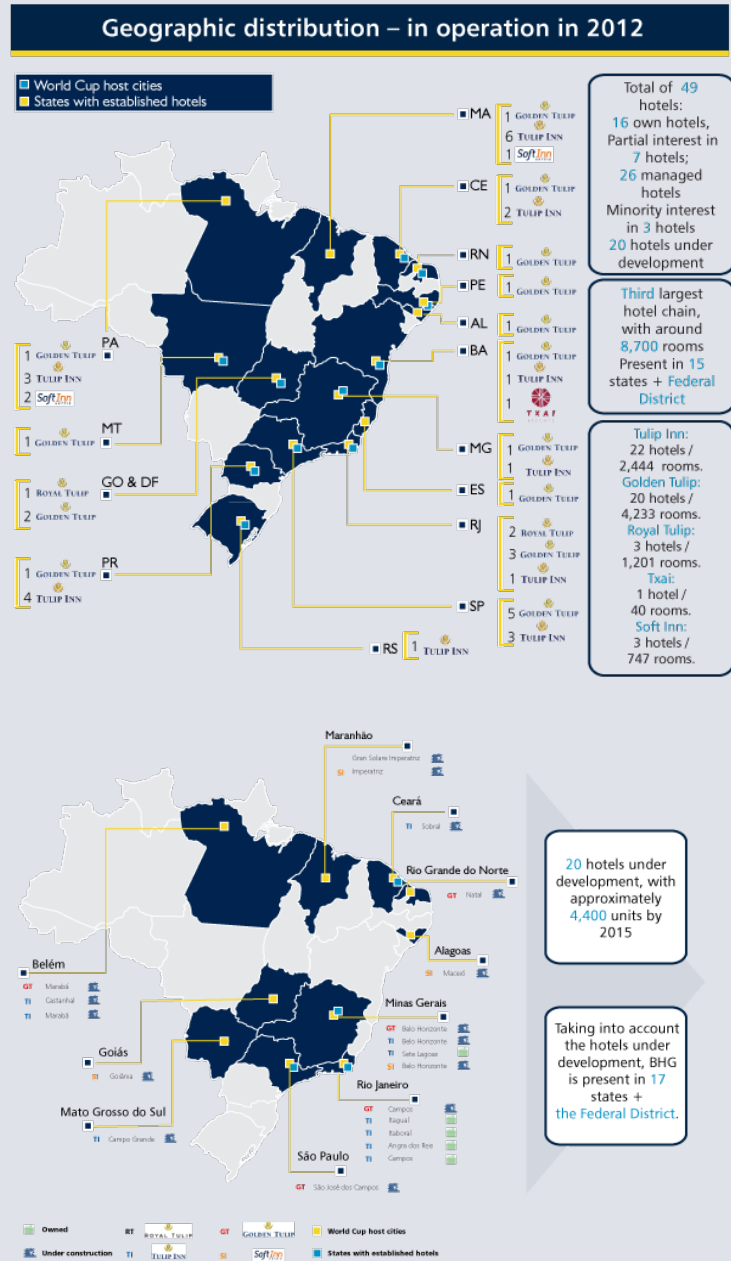 Geographic distribution – in operation in 2012
World Cup host cities
States with established hotels
MA
1 GOLDEN TULIP
6 TULIP INN
1 Soft Inn
CE
1 GOLDEN TULIP
2 TULIP INN
RN
1 GOLDEN TULIP
PE
1 GOLDEN TULIP
AL
1 GOLDEN TULIP
BA
1 GOLDEN TULIP
1 TULIP INN
1 TXAI
MG
1 GOLDEN TULIP
1 TULIP INN
ES
1 GOLDEN TULIP
RJ
2 ROYAL TULIP
3 GOLDEN TULIP
1 TULIP INN
SP
5 GOLDEN TULIP
3 TULIP INN
RS
1 TULIP INN
PA
1 GOLDEN TULIP
3 TULIP INN
2 Soft Inn
MT
1 GOLDEN TULIP
GO & DF
1 ROYAL TULIP
2 GOLDEN TULIP
PR
1 GOLDEN TULIP
4 TULIP INN
Total of 49
hotels:
16 own hotels,
Partial interest in
7 hotels;
26 managed
hotels
Minority interest
in 3 hotels
20 hotels under
development
Third largest
hotel chain,
with around
8,700 rooms
Present in 15
states + Federal
District
Tulip Inn:
22 hotels /
2,444 rooms.
Golden Tulip:
20 hotels /
4,233 rooms.
Royal Tulip:
3 hotels /
1,201 rooms.
Txai:
1 hotel /
40 rooms.
Soft Inn:
3 hotels /
747 rooms.
Maranhão
Gran Solare Imperatriz
SI Imperatriz
Ceará
TI Sobral
Rio Grande do Norte
GT Natal
Alagoas
SI Maceió
Belém
GT Marabá
TI Castanhal
TI Marabá
Goiás
SI Goiânia
Mato Grosso do Sul
TI Campo Grande
Minas Gerais
GT Belo Horizonte
TI Belo Horizonte
TI Sete Lagoas
SI Belo Horizonte
Rio Janeiro
GT Campos
TI Itaguaí
TI Itaboraí
TI Angra dos Reis
TI Campos
São Paulo
GT São José dos Campos
20 hotels under
development, with
approximately
4,400 units by
2015
Taking into account
the hotels under
development, BHG
is present in 17
states +
the Federal District.
Owned RT ROYAL TULIP GT GOLDEN TULIP World Cup host cities
Under construction TI TULIP INN SI Soft Inn States with established hotels